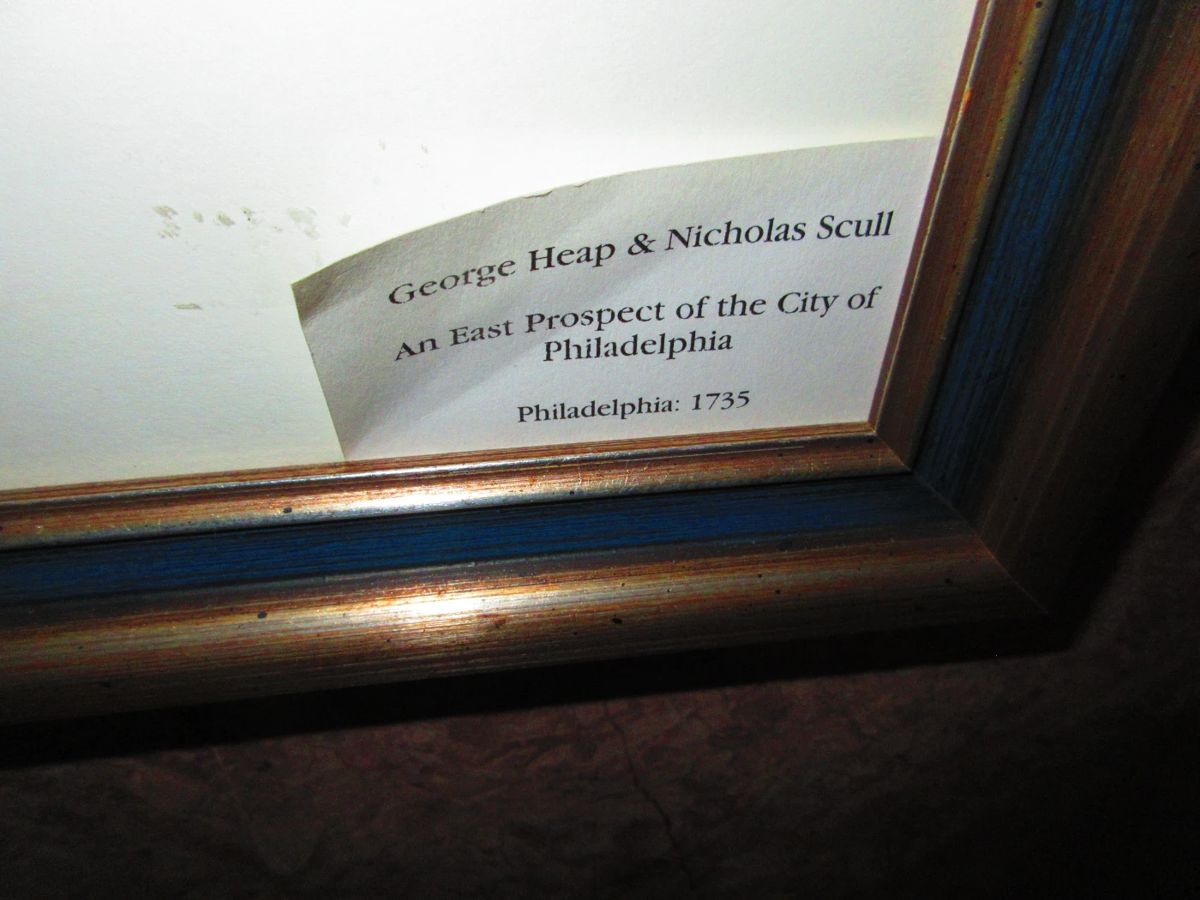 George Heap & Nicholas Scull
An East Prospect of the City of
Philadelphia
Philadelphia: 1735